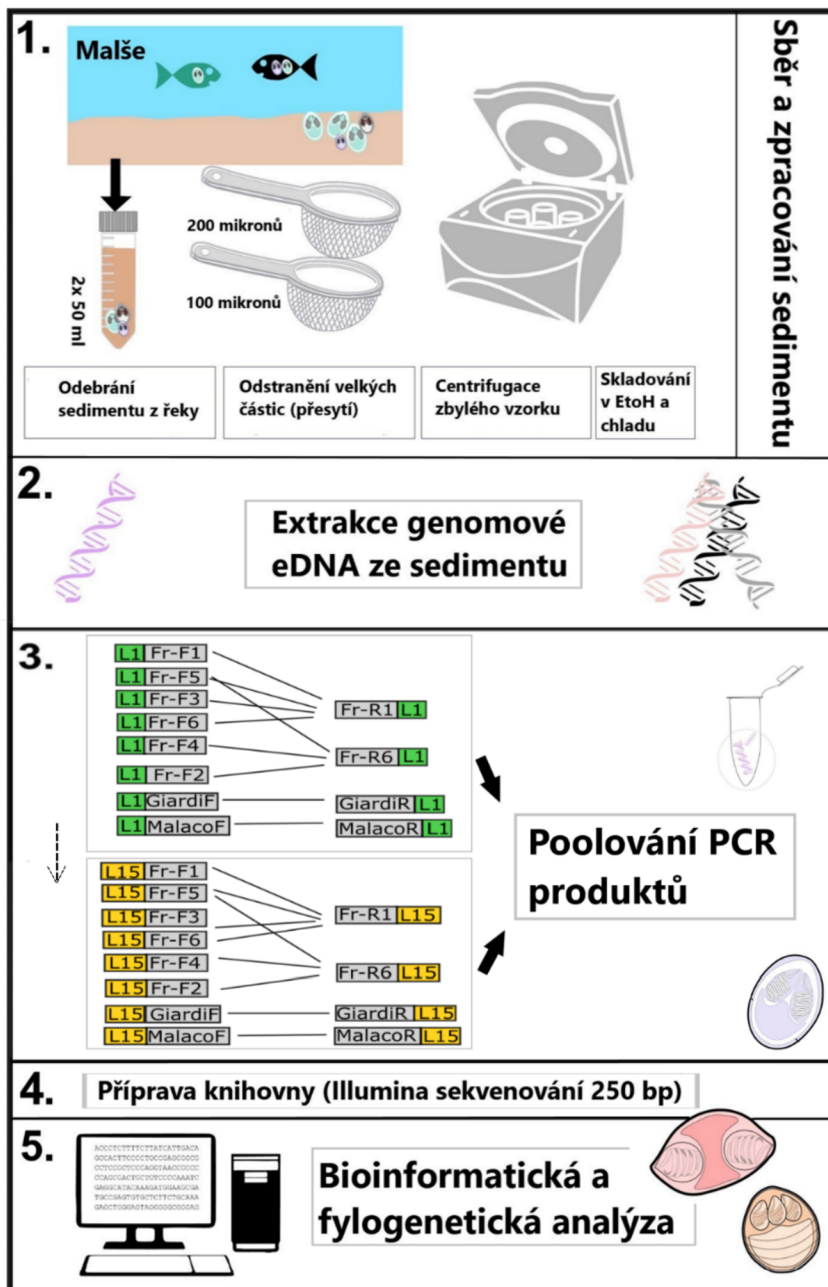 1.
Malše
200 mikronů
100 mikronů
2x 50 ml
Odebrání
sedimentu z řeky
Odstranění velkých
částic (přesytí)
Centrifugace
zbylého vzorku
Skladování
v EtoH a
chladu
Sběr a zpracování sedimentu
2.
Extrakce genomové
eDNA ze sedimentu
3.
L1 Fr-F1
L1 Fr-F5
L1 Fr-F3
L1 Fr-F6
L1 Fr-F4
L1 Fr-F2
L1 GiardiF
L1 MalacoF
Fr-R1 L1
Fr-R6 L1
GiardiR L1
MalacoR L1
L15 Fr-F1
L15 Fr-F5
L15 Fr-F3
L15 Fr-F6
L15 Fr-F4
L15 Fr-F2
L15 GiardiF
L15 MalacoF
Fr-R1 L15
Fr-R6 L15
GiardiR L15
MalacoR L15
Poolování PCR
produktů
4.
Příprava knihovny (Illumina sekvenování 250 bp)
5.
Bioinformatická a
fylogenetická analýza